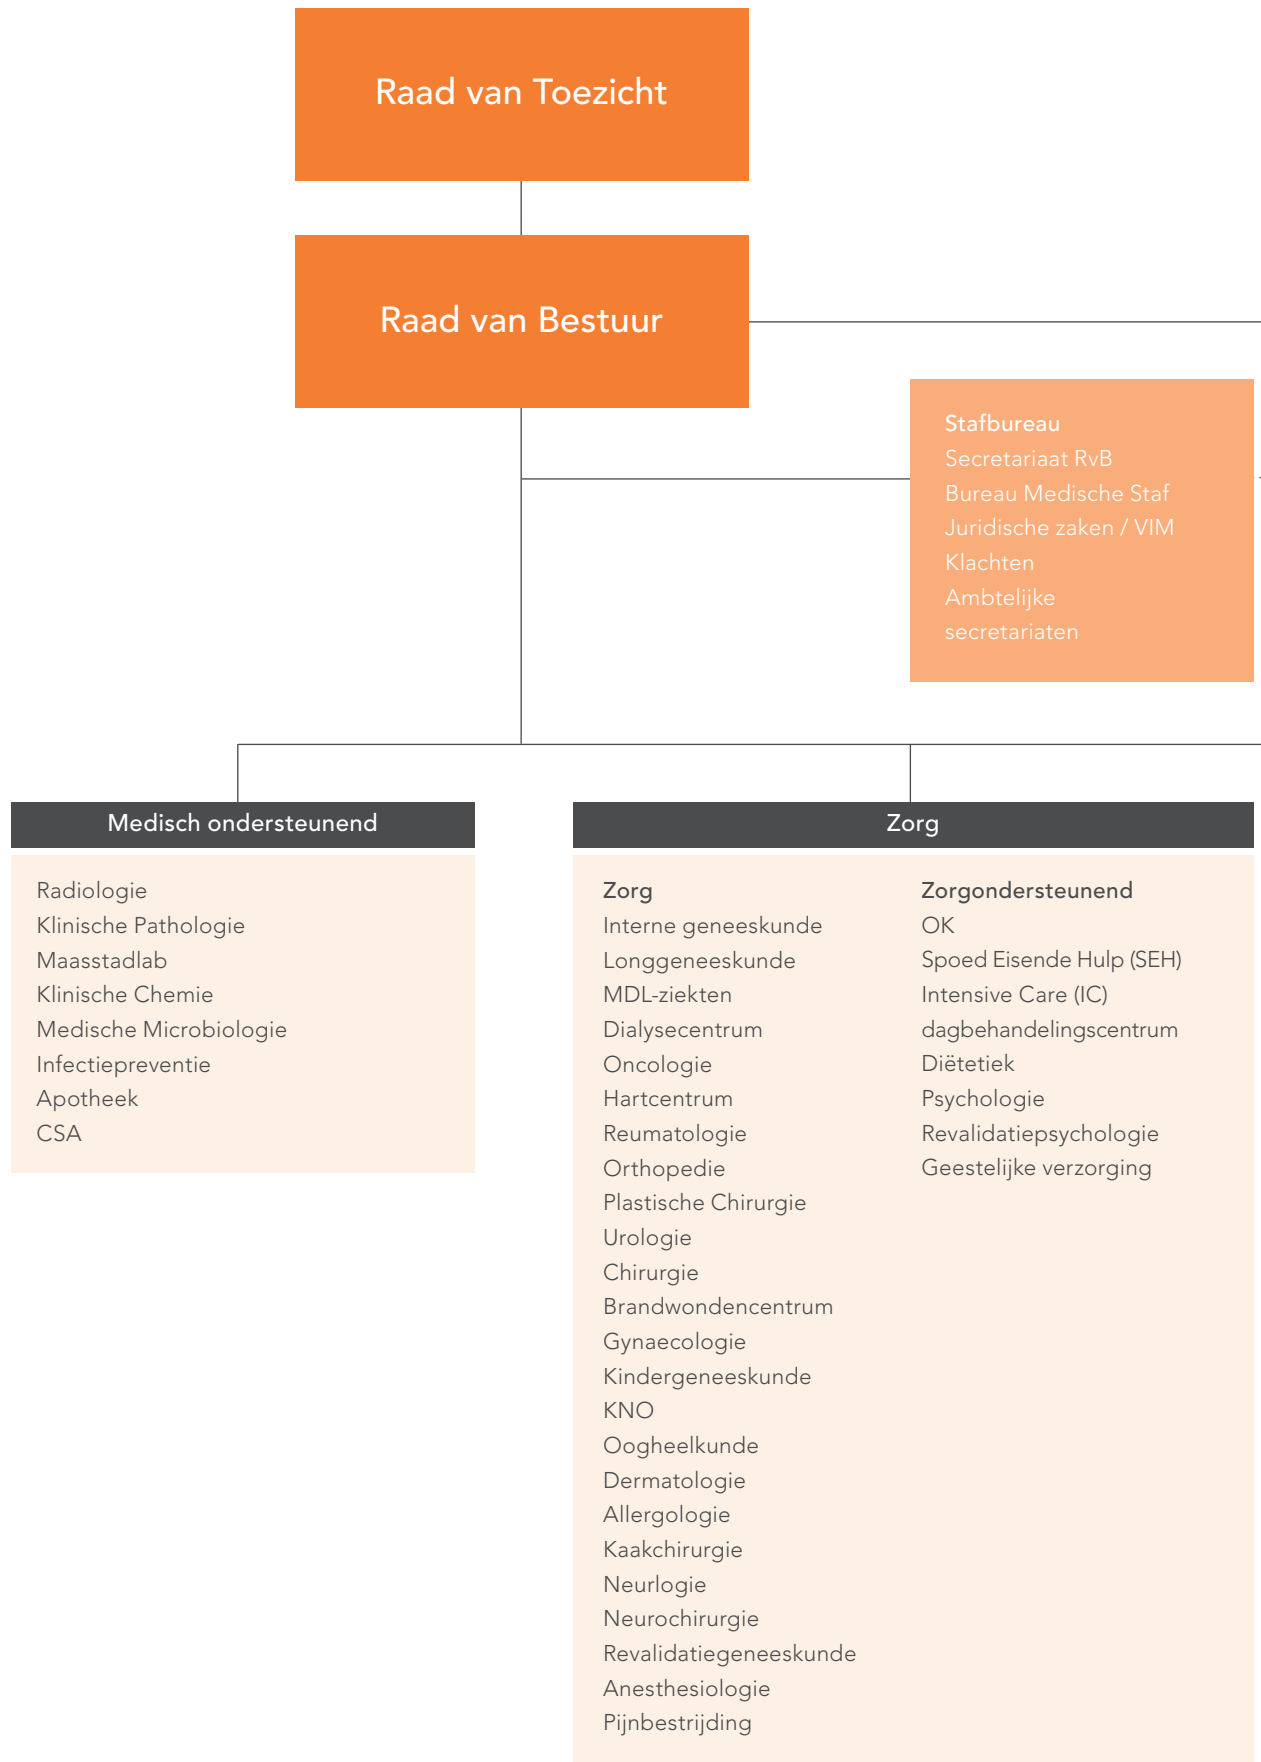 Raad van Toezicht
Raad van Bestuur
Stafbureau
Secretariaat RvB
Bureau Medische Staf
Juridische zaken / VIM
Klachten
Ambtelijke
secretariaten
Medisch ondersteunend
Radiologie
Klinische Pathologie
Maasstadlab
Klinische Chemie
Medische Microbiologie
Infectiepreventie
Apotheek
CSA
Zorg
Zorg
Interne geneeskunde
Longgeneeskunde
MDL-ziekten
Dialysecentrum
Oncologie
Hartcentrum
Reumatologie
Orthopedie
Plastische Chirurgie
Urologie
Chirurgie
Brandwondencentrum
Gynaecologie
Kindergeneeskunde
KNO
Oogheelkunde
Dermatologie
Allergologie
Kaakchirurgie
Neurlogie
Neurochirurgie
Revalidatiegeneeskunde
Anesthesiologie
Pijnbestrijding
Zorgondersteunend
OK
Spoed Eisende Hulp (SEH)
Intensive Care (IC)
dagbehandelingscentrum
Diëtetiek
Psychologie
Revalidatiepsychologie
Geestelijke verzorging